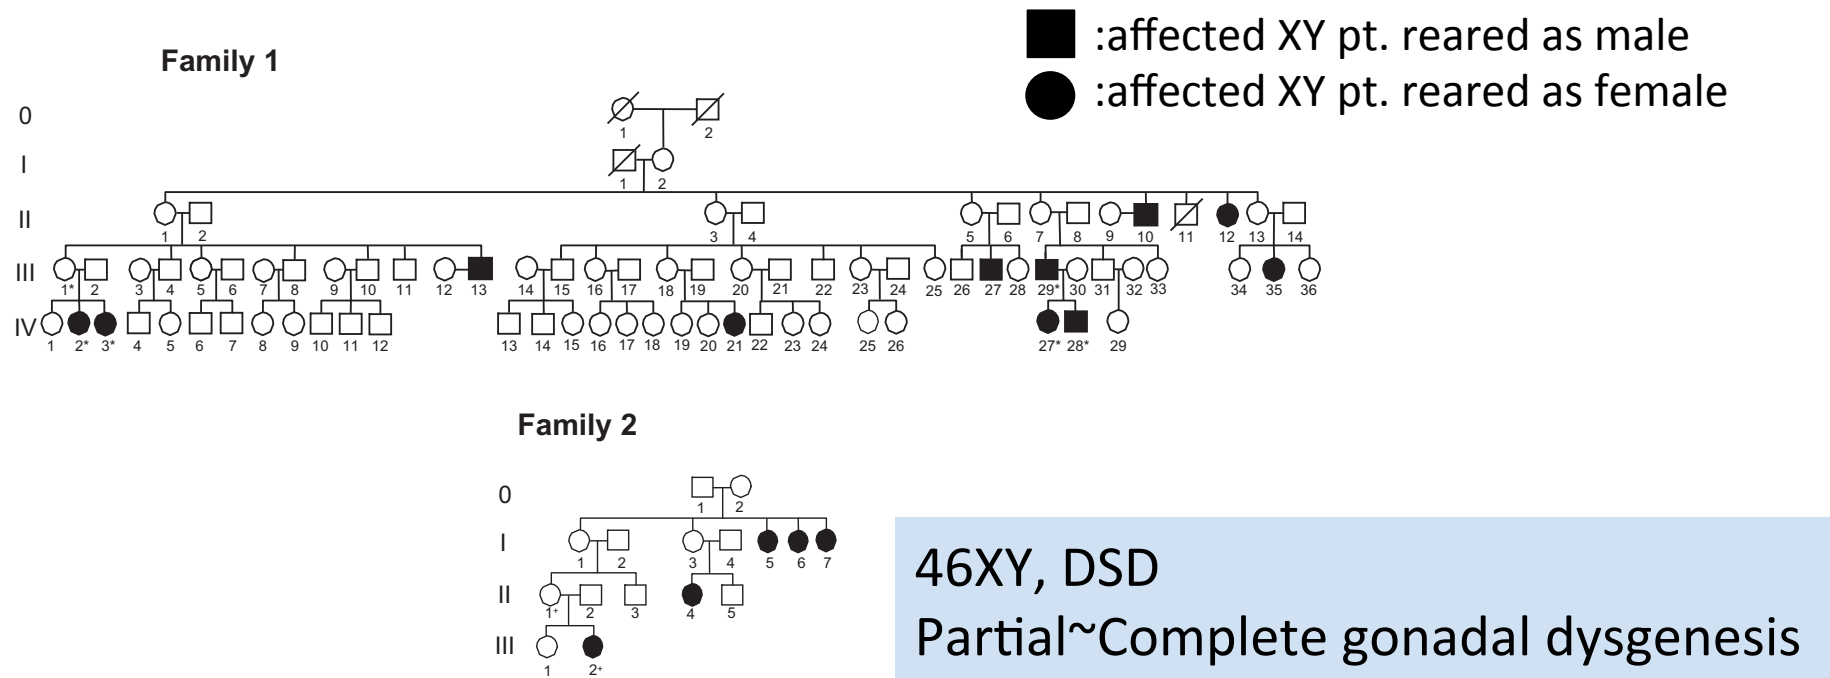 :affected XY pt. reared as male
:affected XY pt. reared as female
Family 1
0
1 2
I
1 2
II
1 2 3 4 5 6 7 8 9 10 11 12 13 14
III
1* 2 3 4 5 6 7 8 9 10 11 12 13 14 15 16 17 18 19 20 21 22 23 24 25 26 27 28 29* 30 31 32 33 34 35 36
IV
1 2* 3* 4 5 6 7 8 9 10 11 12 13 14 15 16 17 18 19 20 21 22 23 24 25 26 27* 28* 29
Family 2
0
1 2
I
1 2 3 4 5 6 7
II
1+ 2 3 4 5
III
1 2+
46XY, DSD
Partial~Complete gonadal dysgenesis